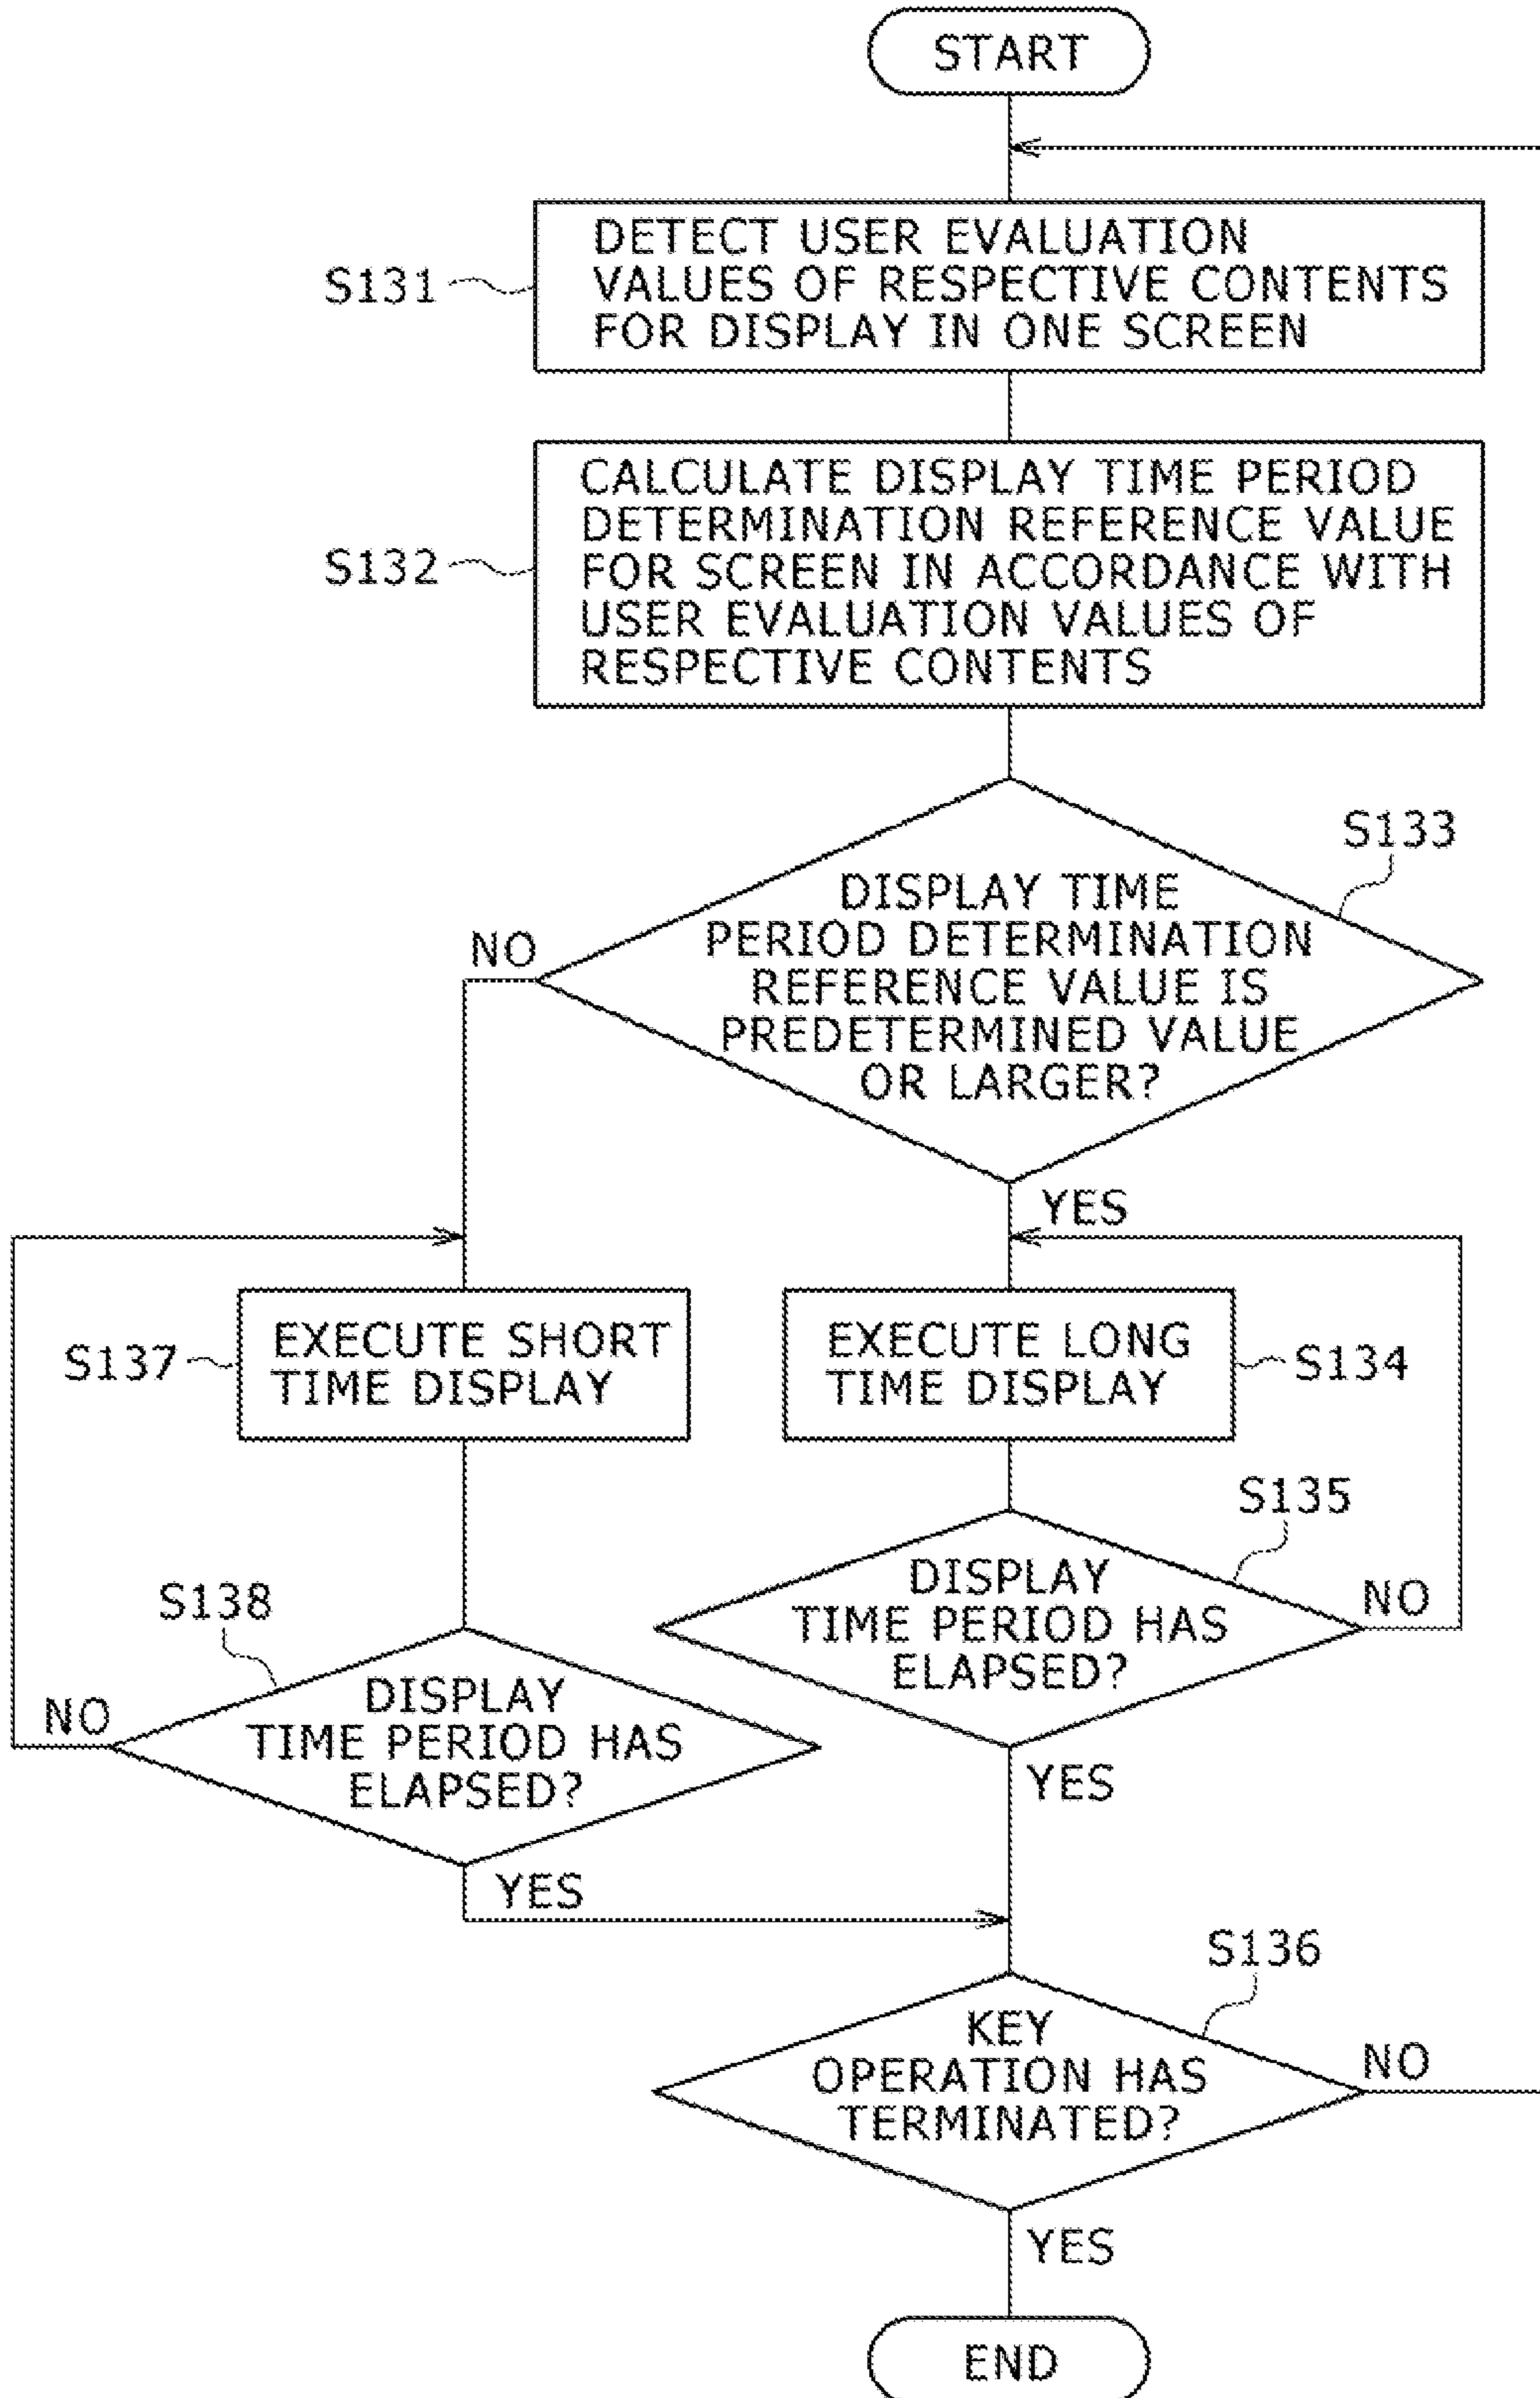 START
S131
DETECT USER EVALUATION
VALUES OF RESPECTIVE CONTENTS
FOR DISPLAY IN ONE SCREEN
S132
CALCULATE DISPLAY TIME PERIOD
DETERMINATION REFERENCE VALUE
FOR SCREEN IN ACCORDANCE WITH
USER EVALUATION VALUES OF
RESPECTIVE CONTENTS
S133
DISPLAY TIME
PERIOD DETERMINATION
REFERENCE VALUE IS
PREDETERMINED VALUE
OR LARGER?
NO
YES
S137
EXECUTE SHORT
TIME DISPLAY
EXECUTE LONG
TIME DISPLAY
S134
S135
DISPLAY
TIME PERIOD HAS
ELAPSED?
NO
YES
S138
DISPLAY
TIME PERIOD HAS
ELAPSED?
NO
YES
S136
KEY
OPERATION HAS
TERMINATED?
NO
YES
END